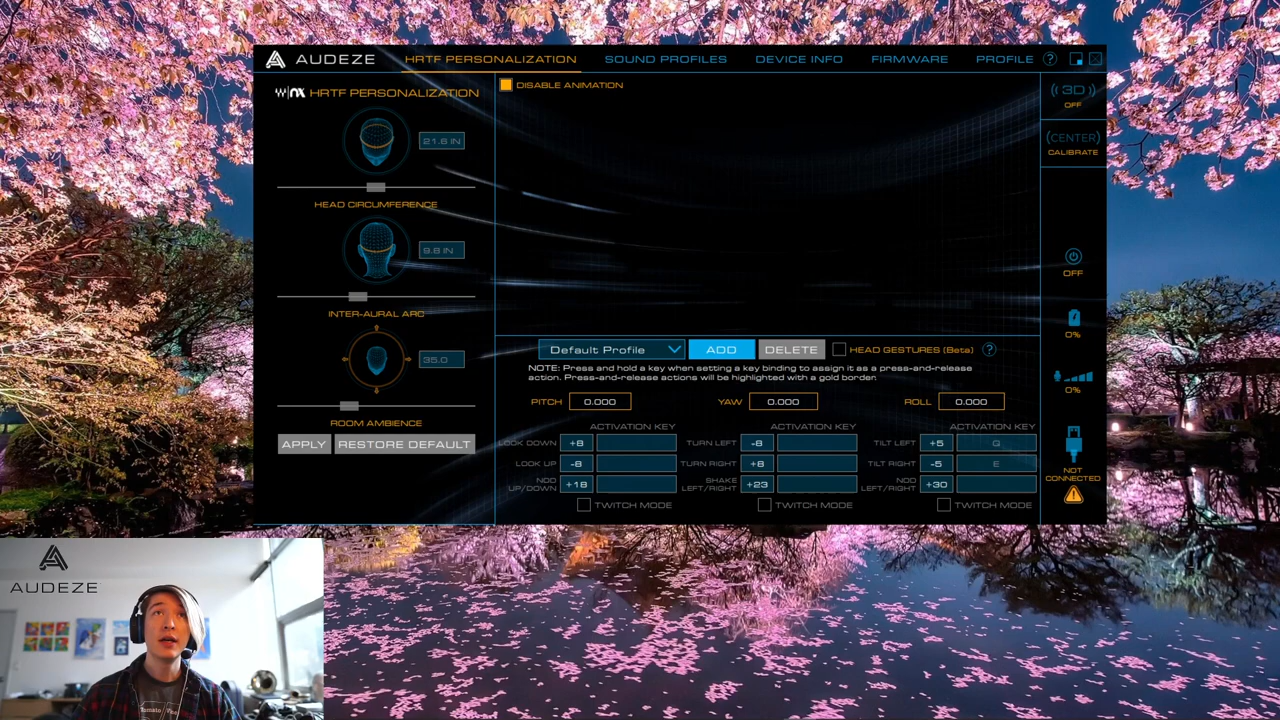 AUDEZE
HRTF PERSONALIZATION
SOUND PROFILES
DEVICE INFO
FIRMWARE
PROFILE
?
W|NX HRTF PERSONALIZATION
21.6 IN
HEAD CIRCUMFERENCE
9.8 IN
INTER-AURAL ARC
35.0
ROOM AMBIENCE
APPLY
RESTORE DEFAULT
DISABLE ANIMATION
((3D))
OFF
(CENTER)
CALIBRATE
OFF
0%
0%
NOT
CONNECTED
Default Profile
ADD
DELETE
HEAD GESTURES (Beta)
?
NOTE: Press and hold a key when setting a key binding to assign it as a press-and-release
action. Press-and-release actions will be highlighted with a gold border.
PITCH 0.000
YAW 0.000
ROLL 0.000
ACTIVATION KEY
ACTIVATION KEY
ACTIVATION KEY
LOOK DOWN +8
TURN LEFT -8
TILT LEFT +5 Q
LOOK UP -8
TURN RIGHT +8
TILT RIGHT -5 E
NOD
UP/DOWN +18
SHAKE
LEFT/RIGHT +23
NOD
LEFT/RIGHT +30
TWITCH MODE
TWITCH MODE
TWITCH MODE
AUDEZE